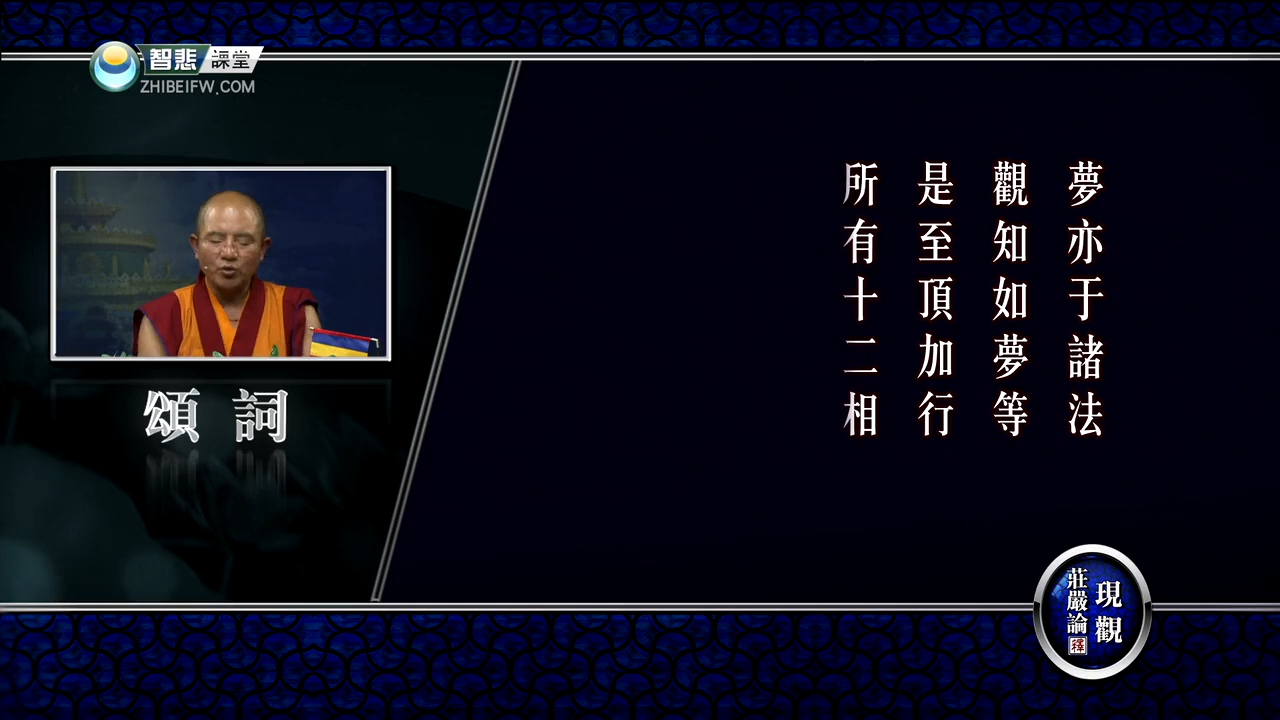 智悲課堂
ZHIBEIFW.COM
頌詞
夢亦于諸法
觀知如夢等
是至頂加行
所有十二相
現觀
莊嚴論釋